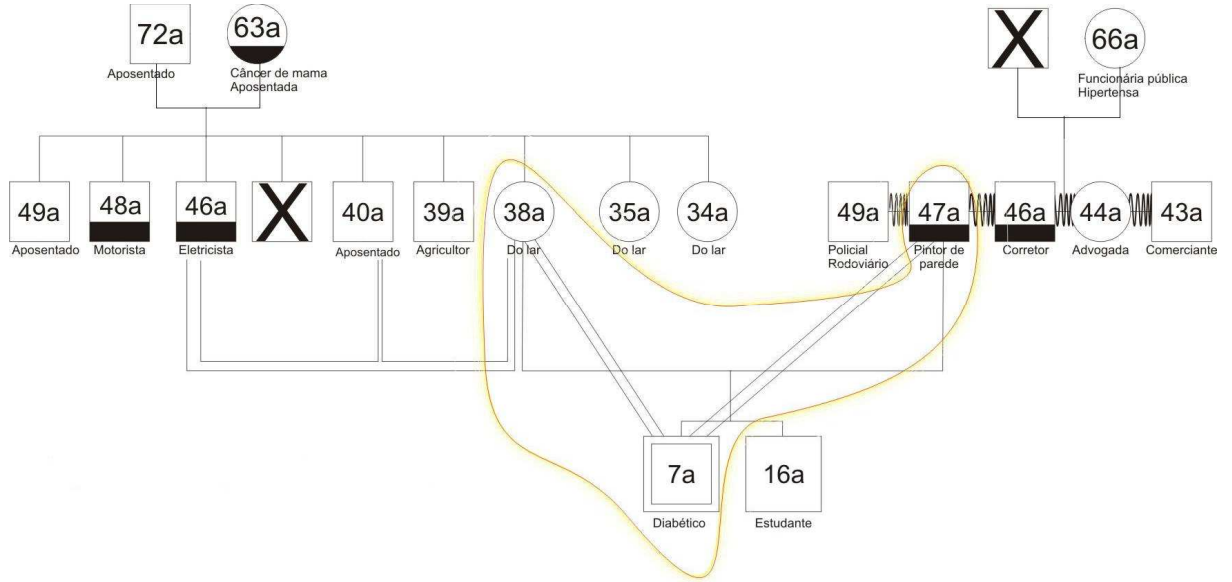 72a
Aposentado
63a
Câncer de mama
Aposentada
X
66a
Funcionária pública
Hipertensa
49a
Aposentado
48a
Motorista
46a
Eletricista
X
40a
Aposentado
39a
Agricultor
38a
Do lar
35a
Do lar
34a
Do lar
49a
Policial
Rodoviário
47a
Pintor de
parede
46a
Corretor
44a
Advogada
43a
Comerciante
7a
Diabético
16a
Estudante